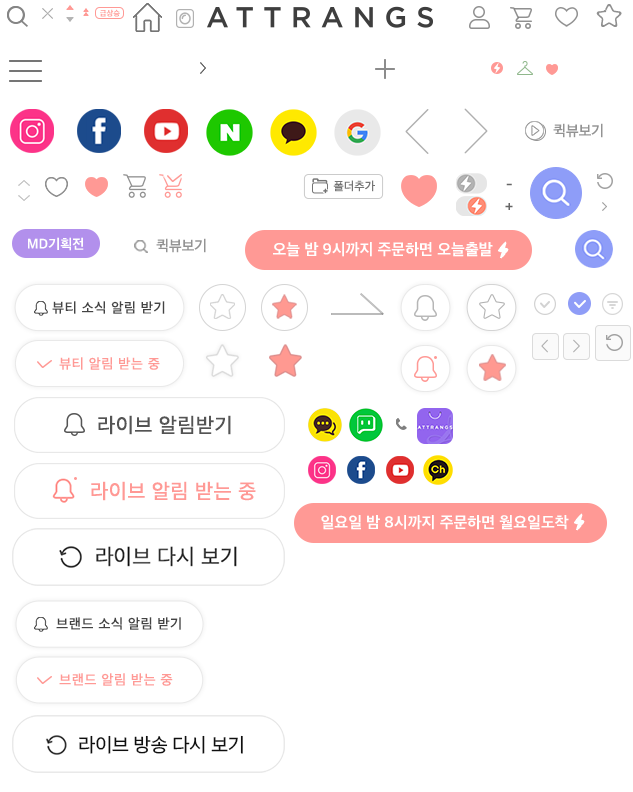 급상승
ATTRANGS
퀵뷰보기
폴더추가
MD기획전
퀵뷰보기
오늘 밤 9시까지 주문하면 오늘출발
뷰티 소식 알림 받기
뷰티 알림 받는 중
라이브 알림받기
ATTRANGS
라이브 알림 받는 중
Ch
일요일 밤 8시까지 주문하면 월요일도착
라이브 다시 보기
브랜드 소식 알림 받기
브랜드 알림 받는 중
라이브 방송 다시 보기